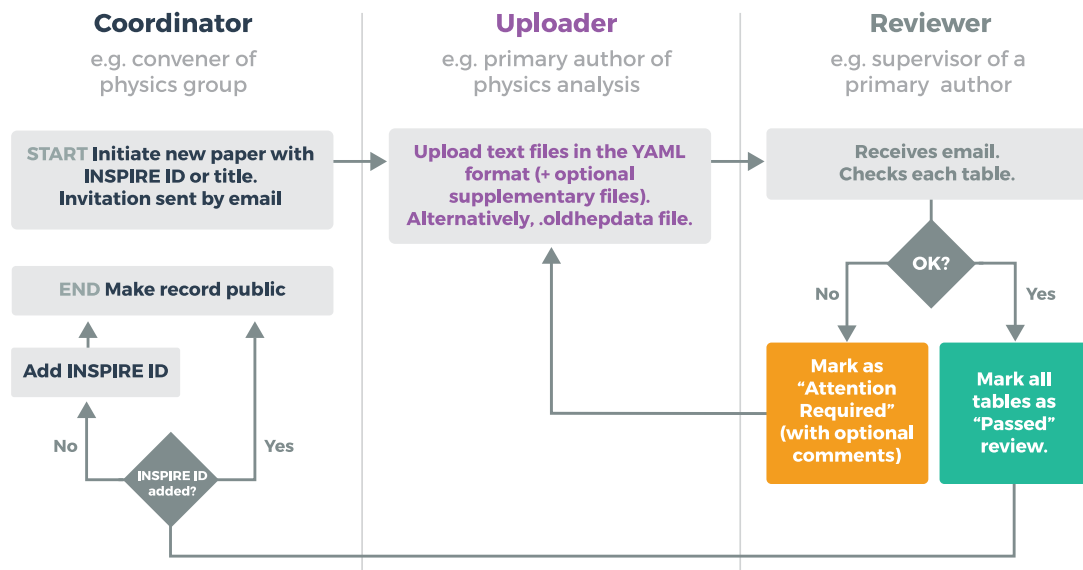 Coordinator
e.g. convener of
physics group
Uploader
e.g. primary author of
physics analysis
Reviewer
e.g. supervisor of a
primary author
START Initiate new paper with
INSPIRE ID or title.
Invitation sent by email
Upload text files in the YAML
format (+ optional
supplementary files).
Alternatively, .oldhepdata file.
Receives email.
Checks each table.
OK?
No
Yes
Mark as
“Attention
Required”
(with optional
comments)
Mark all
tables as
“Passed”
review.
END Make record public
Add INSPIRE ID
No
Yes
INSPIRE ID
added?